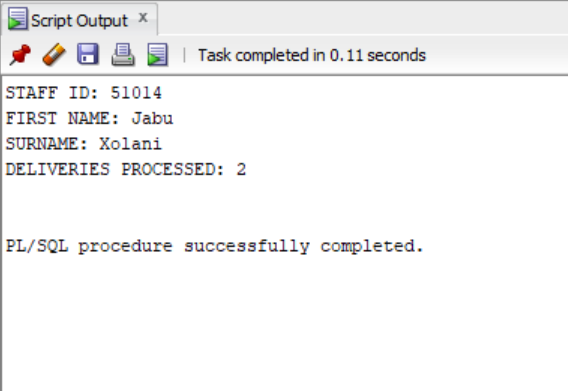 Script Output x
Task completed in 0.11 seconds
STAFF ID: 51014
FIRST NAME: Jabu
SURNAME: Xolani
DELIVERIES PROCESSED: 2
PL/SQL procedure successfully completed.